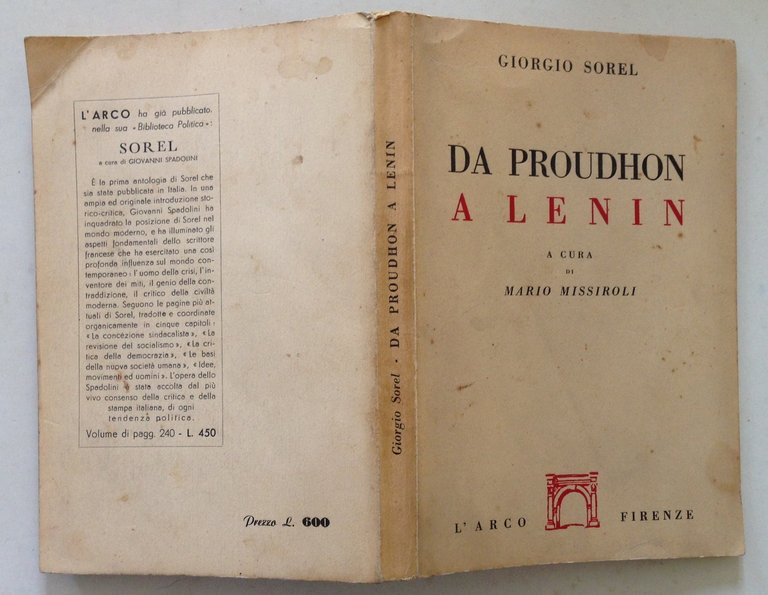 L'ARCO ha già pubblicato
nella sua « Biblioteca Politica » :
SOREL
a cura di GIOVANNI SPADOLINI
È la prima antologia di Sorel che
sia stata pubblicata in Italia. In una
ampia ed originale introduzione sto-
rico-critica, Giovanni Spadolini ha
inquadrato la posizione di Sorel nel
mondo moderno, e ha illuminato gli
aspetti fondamentali dello scrittore
francese che ha esercitato una così
profonda influenza sul mondo con-
temporaneo : l'uomo della crisi, l'in-
ventore dei miti, il genio della con-
traddizione, il critico della civiltà
moderna. Seguono le pagine più at-
tuali di Sorel, tradotte e coordinate
organicamente in cinque capitoli :
« La concezione sindacalista », « La
revisione del socialismo », « La cri-
tica della democrazia », « Le basi
della nuova società umana », « Idee,
movimenti ed uomini ». L'opera dello
Spadolini è stata accolta dal più
vivo consenso della critica e della
stampa italiana, di ogni
tendenza politica.
Volume di pagg. 240 - L. 450
Prezzo L. 600
Giorgio Sorel · DA PROUDHON A LENIN
GIORGIO SOREL
DA PROUDHON
A LENIN
A CURA
DI
MARIO MISSIROLI
L'ARCO FIRENZE